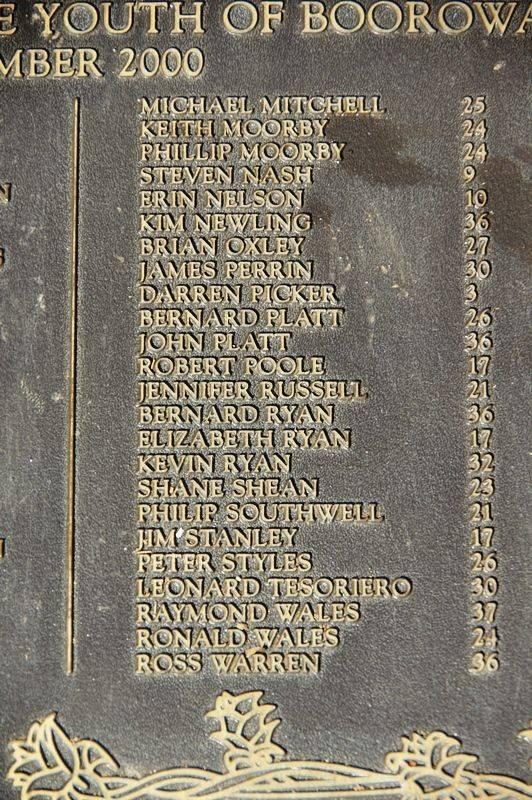 E YOUTH OF BOOROWA
MBER 2000
MICHAEL MITCHELL 25
KEITH MOORBY 24
PHILLIP MOORBY 24
STEVEN NASH 9
ERIN NELSON 10
KIM NEWLING 36
BRIAN OXLEY 27
JAMES PERRIN 30
DARREN PICKER 3
BERNARD PLATT 26
JOHN PLATT 36
ROBERT POOLE 17
JENNIFER RUSSELL 21
BERNARD RYAN 36
ELIZABETH RYAN 17
KEVIN RYAN 32
SHANE SHEAN 23
PHILIP SOUTHWELL 21
JIM STANLEY 17
PETER STYLES 26
LEONARD TESORIERO 30
RAYMOND WALES 37
RONALD WALES 24
ROSS WARREN 36